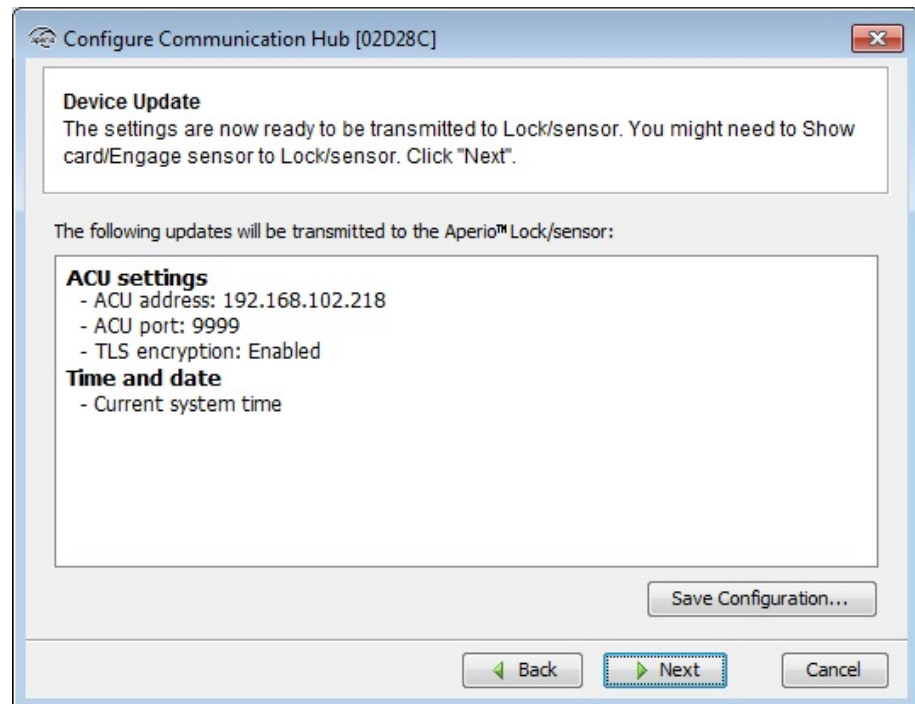 Configure Communication Hub [02D28C]
Device Update
The settings are now ready to be transmitted to Lock/sensor. You might need to Show
card/Engage sensor to Lock/sensor. Click "Next".
The following updates will be transmitted to the Aperio™ Lock/sensor:
ACU settings
- ACU address: 192.168.102.218
- ACU port: 9999
- TLS encryption: Enabled
Time and date
- Current system time
Save Configuration...
Back
Next
Cancel